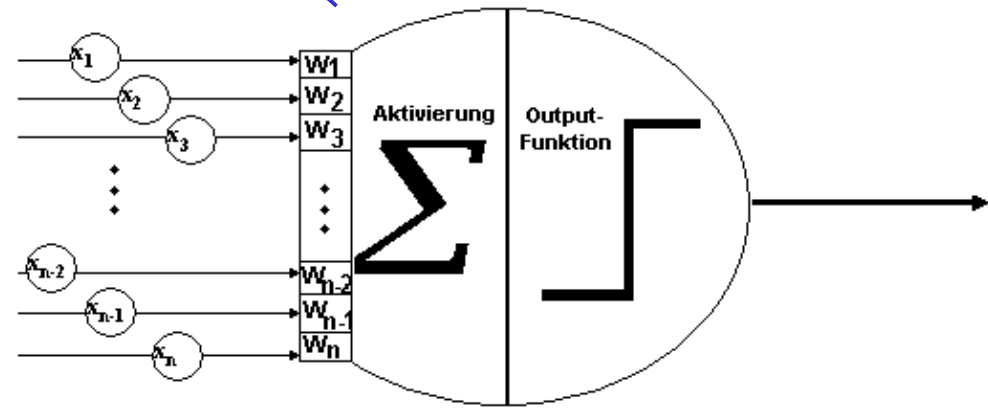 x1
x2
x3
xn-2
xn-1
xn
W1
W2
W3
Wn-2
Wn-1
Wn
Aktivierung
Σ
Output-
Funktion